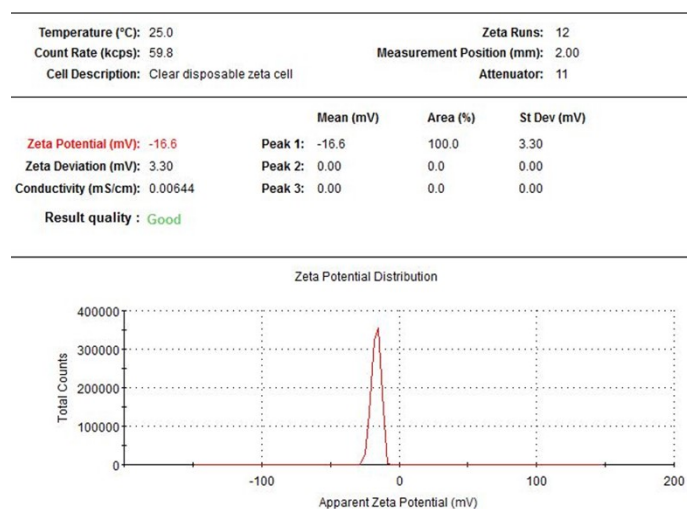 Temperature (°C): 25.0 Zeta Runs: 12
Count Rate (kcps): 59.8 Measurement Position (mm): 2.00
Cell Description: Clear disposable zeta cell Attenuator: 11
Mean (mV) Area (%) St Dev (mV)
Zeta Potential (mV): -16.6 Peak 1: -16.6 100.0 3.30
Zeta Deviation (mV): 3.30 Peak 2: 0.00 0.0 0.00
Conductivity (mS/cm): 0.00644 Peak 3: 0.00 0.0 0.00
Result quality : Good
Zeta Potential Distribution
Total Counts
400000
300000
200000
100000
0
-100 0 100 200
Apparent Zeta Potential (mV)